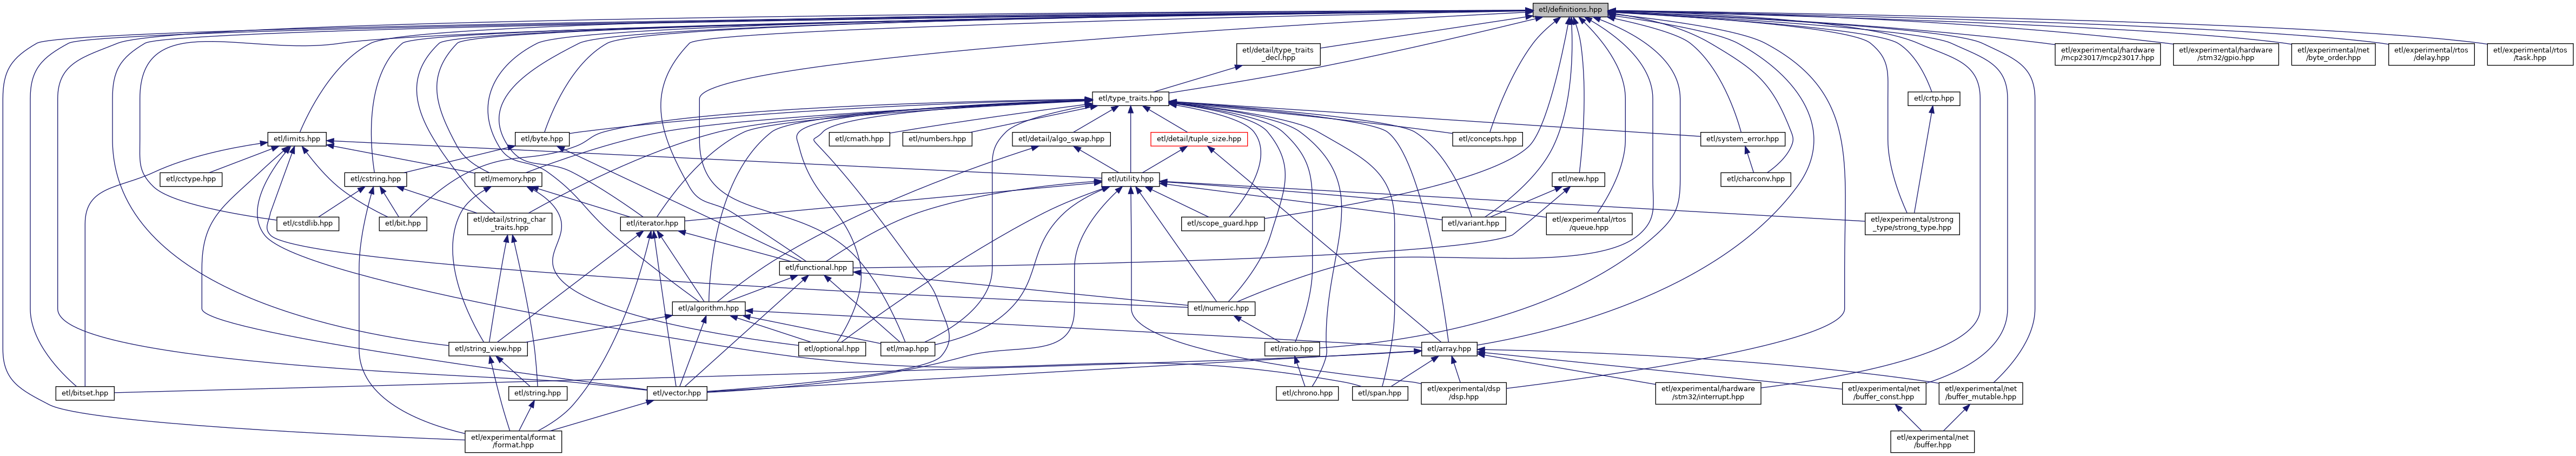 etl/definitions.hpp
etl/detail/type_traits
_decl.hpp
etl/experimental/hardware
/mcp23017/mcp23017.hpp
etl/experimental/hardware
/stm32/gpio.hpp
etl/experimental/net
/byte_order.hpp
etl/experimental/rtos
/delay.hpp
etl/experimental/rtos
/task.hpp
etl/type_traits.hpp
etl/crtp.hpp
etl/limits.hpp
etl/byte.hpp
etl/cmath.hpp
etl/numbers.hpp
etl/detail/algo_swap.hpp
etl/detail/tuple_size.hpp
etl/concepts.hpp
etl/system_error.hpp
etl/cctype.hpp
etl/cstring.hpp
etl/memory.hpp
etl/utility.hpp
etl/new.hpp
etl/charconv.hpp
etl/cstdlib.hpp
etl/bit.hpp
etl/detail/string_char
_traits.hpp
etl/iterator.hpp
etl/scope_guard.hpp
etl/variant.hpp
etl/experimental/rtos
/queue.hpp
etl/experimental/strong
_type/strong_type.hpp
etl/functional.hpp
etl/algorithm.hpp
etl/numeric.hpp
etl/string_view.hpp
etl/optional.hpp
etl/map.hpp
etl/ratio.hpp
etl/array.hpp
etl/bitset.hpp
etl/string.hpp
etl/vector.hpp
etl/chrono.hpp
etl/span.hpp
etl/experimental/dsp
/dsp.hpp
etl/experimental/hardware
/stm32/interrupt.hpp
etl/experimental/net
/buffer_const.hpp
etl/experimental/net
/buffer_mutable.hpp
etl/experimental/format
/format.hpp
etl/experimental/net
/buffer.hpp